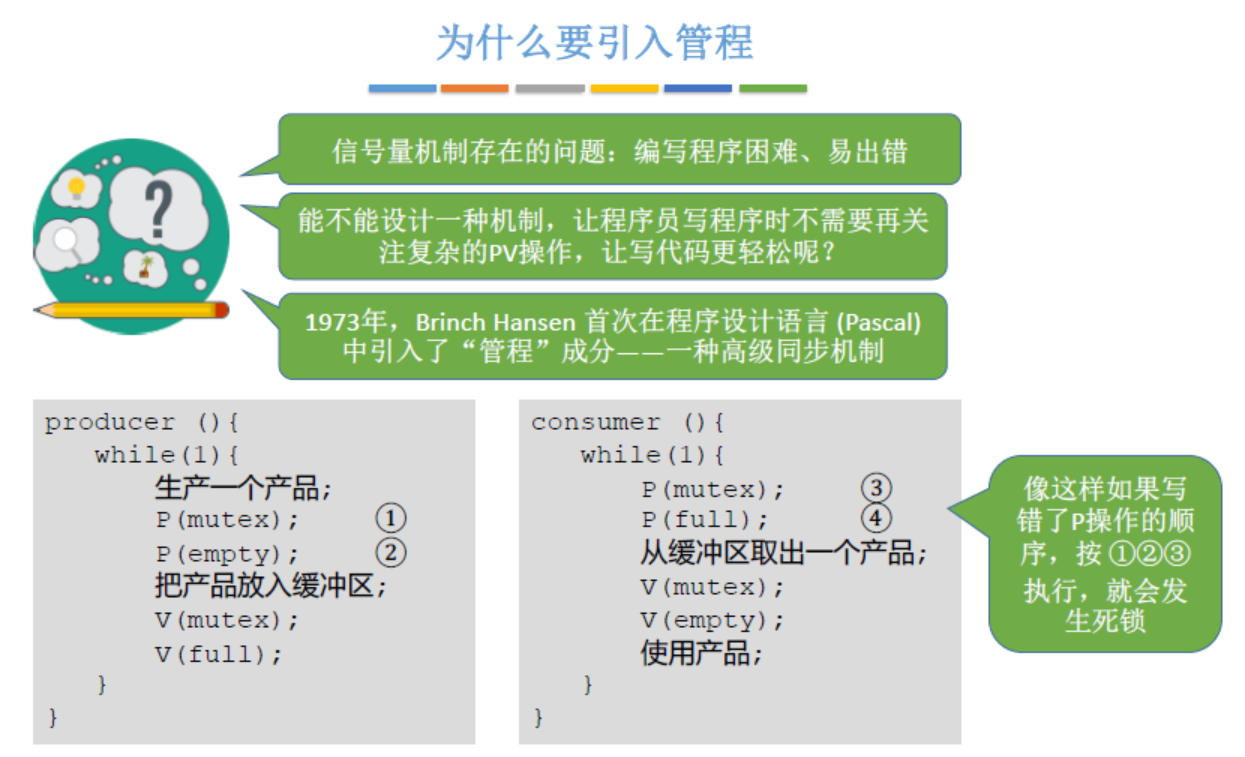 为什么要引入管程
信号量机制存在的问题：编写程序困难、易出错
能不能设计一种机制，让程序员写程序时不需要再关
注复杂的PV操作，让写代码更轻松呢？
1973年，Brinch Hansen 首次在程序设计语言 (Pascal)
中引入了“管程”成分——一种高级同步机制
producer (){
while(1){
生产一个产品;
P(mutex); ①
P(empty); ②
把产品放入缓冲区;
V(mutex);
V(full);
}
}
consumer (){
while(1){
P(mutex); ③
P(full); ④
从缓冲区取出一个产品;
V(mutex);
V(empty);
使用产品;
}
}
像这样如果写
错了P操作的顺
序，按 ①②③
执行，就会发
生死锁
?